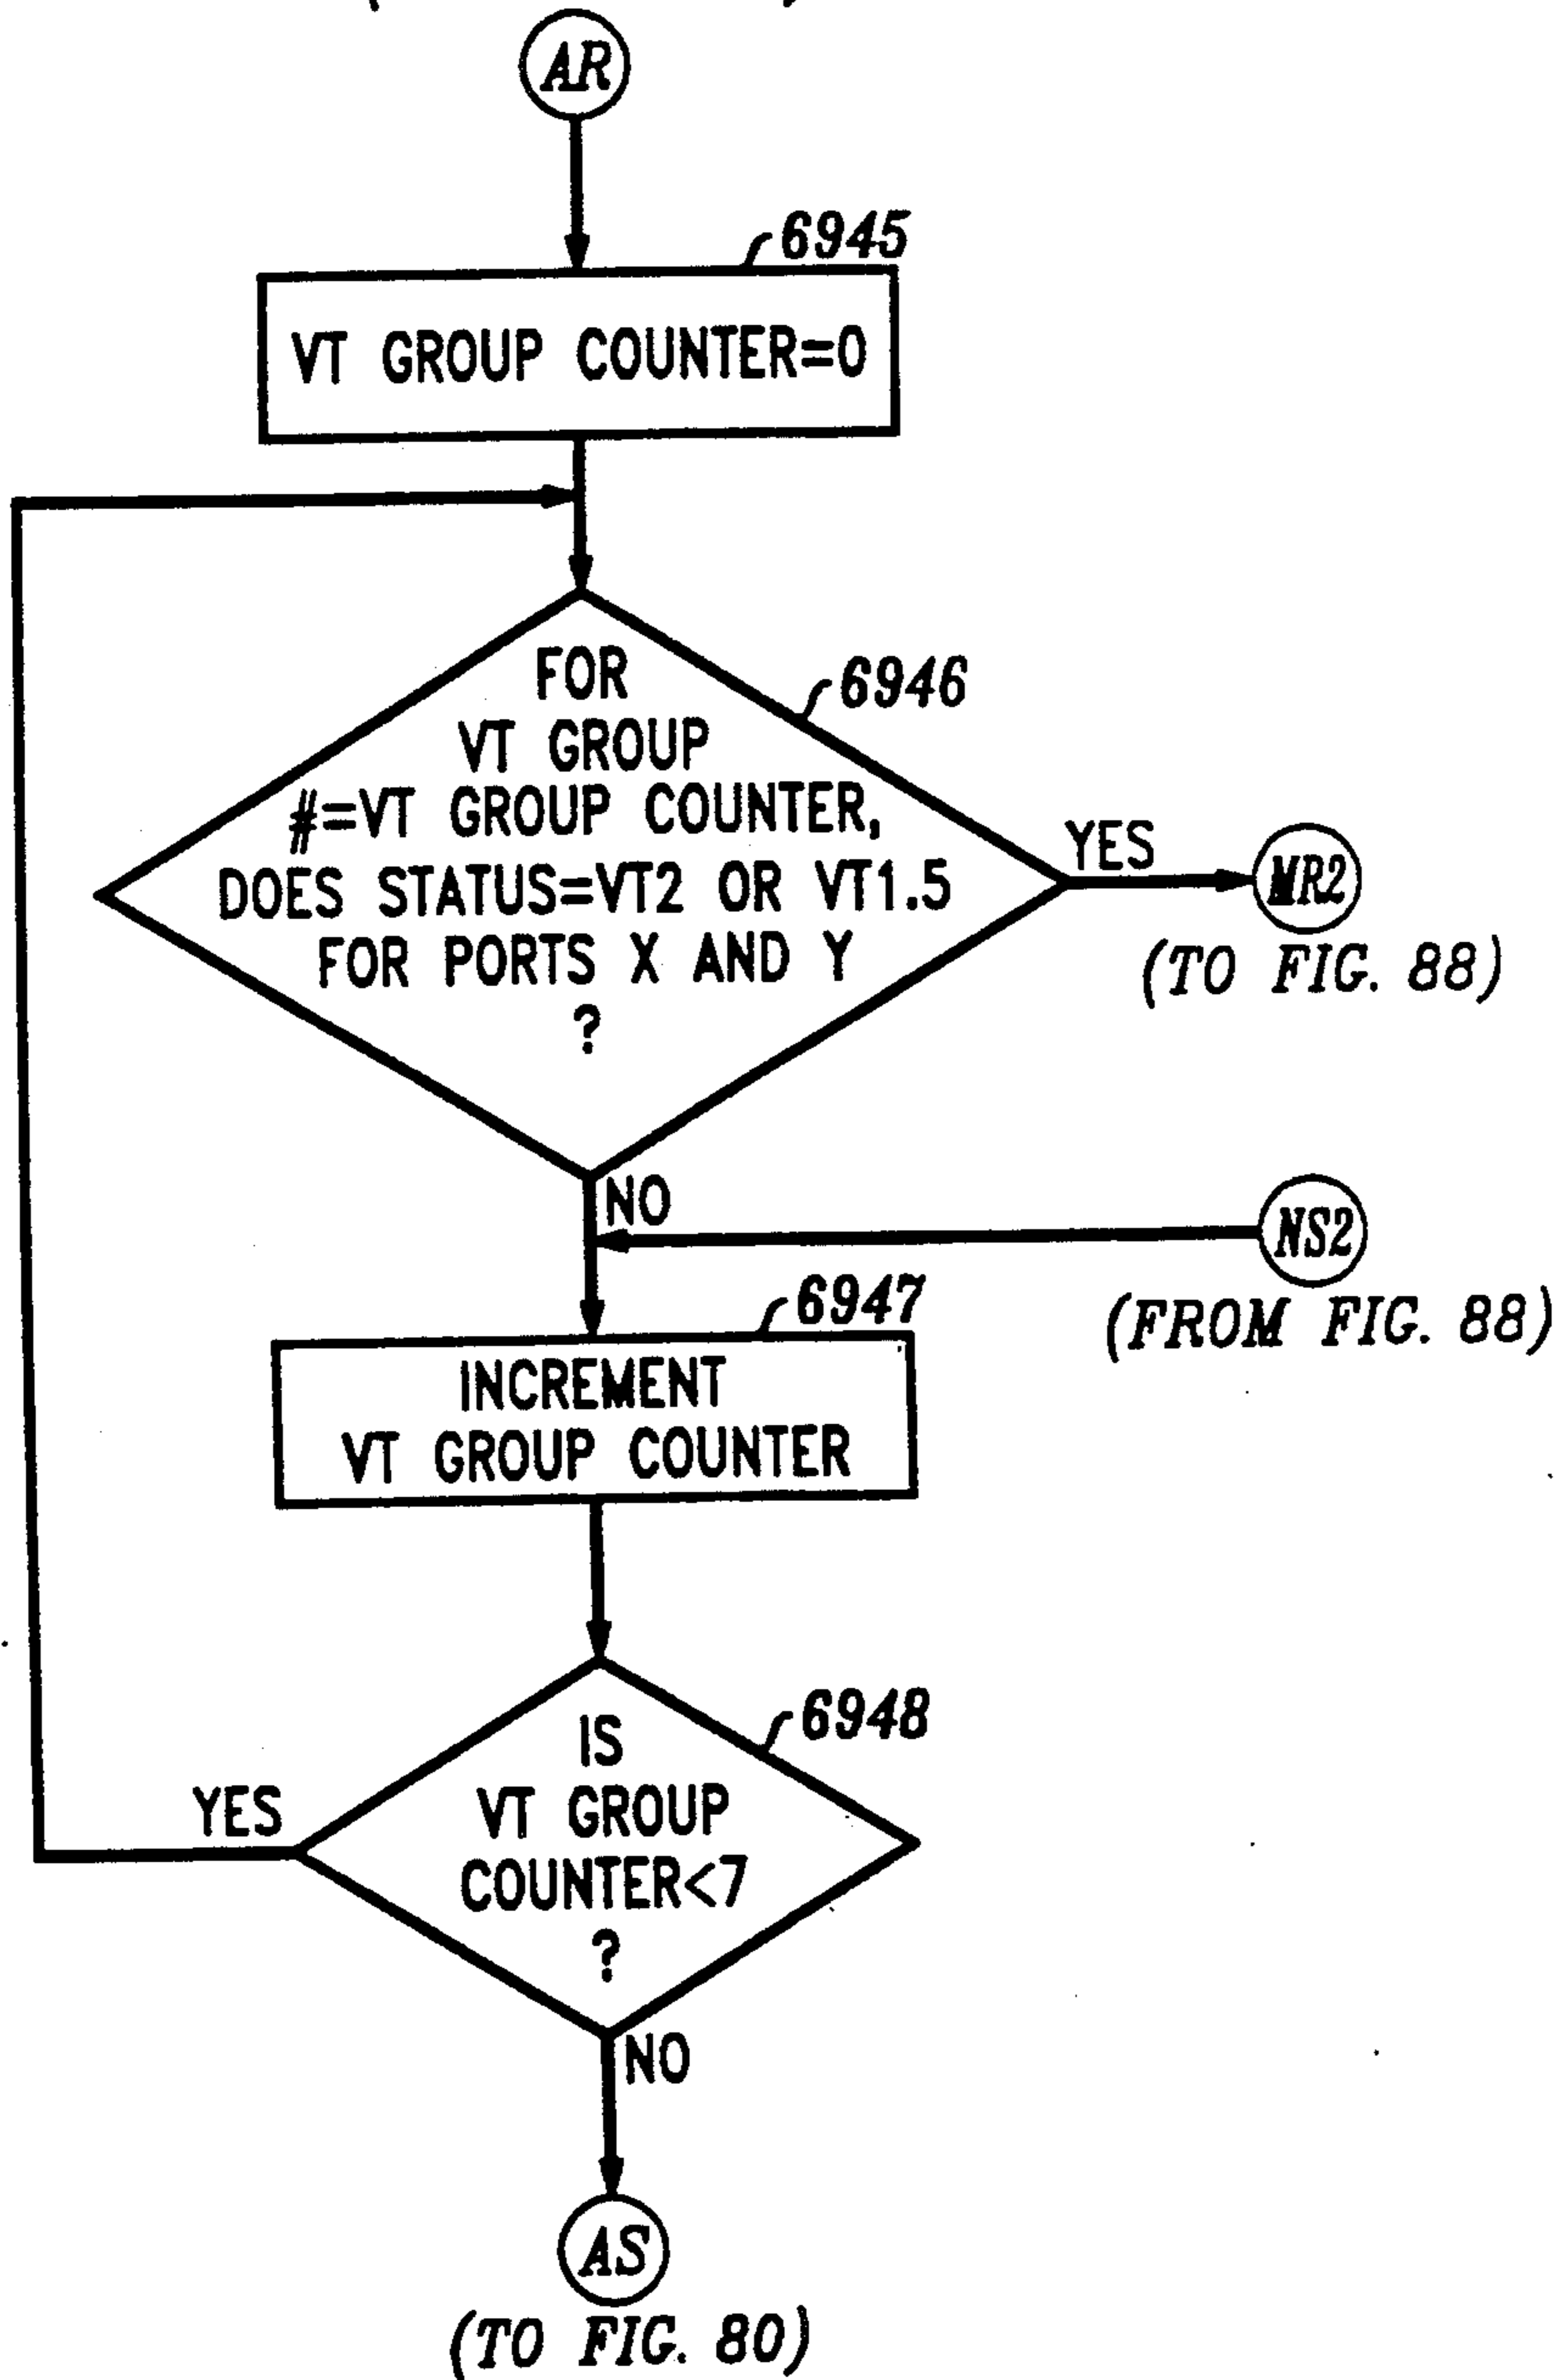 AR
6945
VT GROUP COUNTER=0
6946
FOR
VT GROUP
#=VT GROUP COUNTER,
DOES STATUS=VT2 OR VT1.5
FOR PORTS X AND Y
?
YES
MR2
(TO FIG. 88)
NO
NS2
(FROM FIG. 88)
6947
INCREMENT
VT GROUP COUNTER
6948
IS
VT GROUP
COUNTER<7
?
YES
NO
AS
(TO FIG. 80)